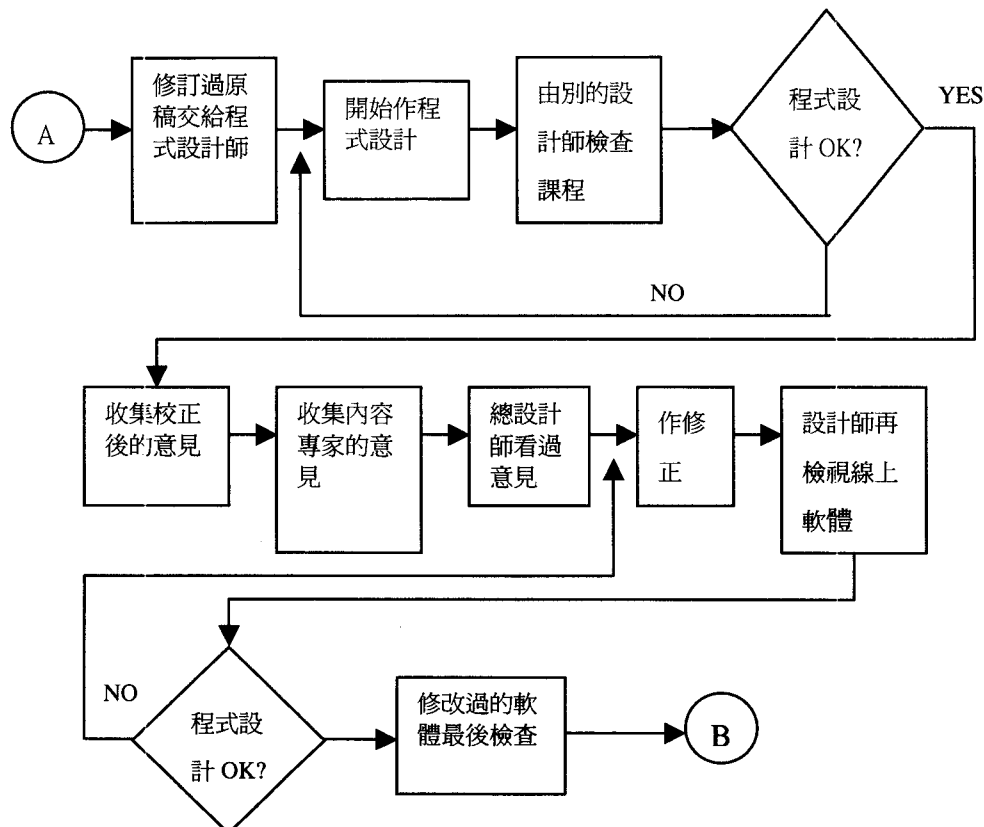 A
修訂過原
稿交給程
式設計師
開始作程
式設計
由別的設
計師檢查
課程
程式設
計 OK?
YES
NO
收集校正
後的意見
收集內容
專家的意
見
總設計
師看過
意見
作修
正
設計師再
檢視線上
軟體
NO
程式設
計 OK?
修改過的軟
體最後檢查
B